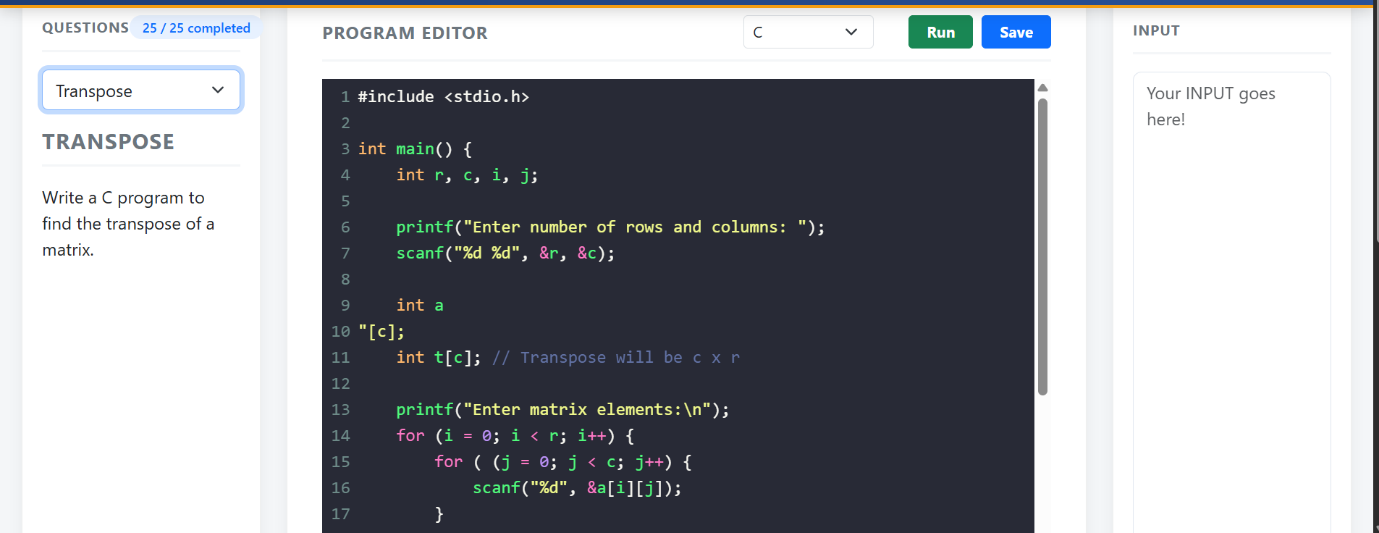 QUESTIONS 25 / 25 completed
Transpose
TRANSPOSE
Write a C program to
find the transpose of a
matrix.
PROGRAM EDITOR C Run Save
1 #include <stdio.h>
2
3 int main() {
4     int r, c, i, j;
5
6     printf("Enter number of rows and columns: ");
7     scanf("%d %d", &r, &c);
8
9     int a
10 "[c];
11     int t[c]; // Transpose will be c x r
12
13     printf("Enter matrix elements:\n");
14     for (i = 0; i < r; i++) {
15         for ( (j = 0; j < c; j++) {
16             scanf("%d", &a[i][j]);
17         }
INPUT
Your INPUT goes
here!